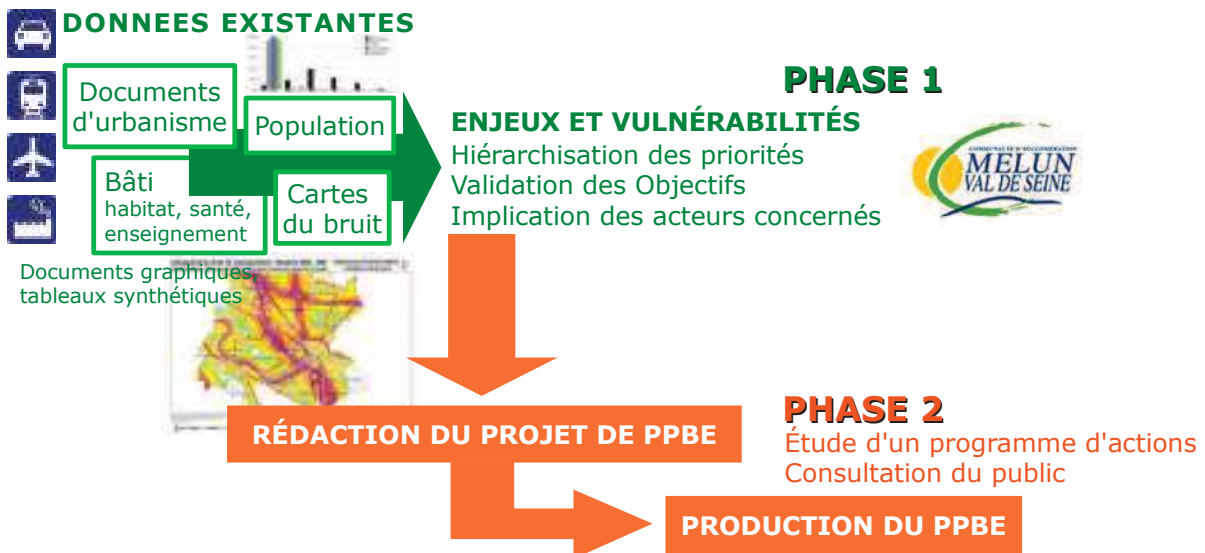 DONNEES EXISTANTES
Documents
d'urbanisme
Population
Bâti
habitat, santé,
enseignement
Cartes
du bruit
Documents graphiques,
tableaux synthétiques
PHASE 1
ENJEUX ET VULNÉRABILITÉS
Hiérarchisation des priorités
Validation des Objectifs
Implication des acteurs concernés
COMMUNAUTE D'AGGLOMERATION
MELUN
VAL DE SEINE
PHASE 2
RÉDACTION DU PROJET DE PPBE
Étude d'un programme d'actions
Consultation du public
PRODUCTION DU PPBE